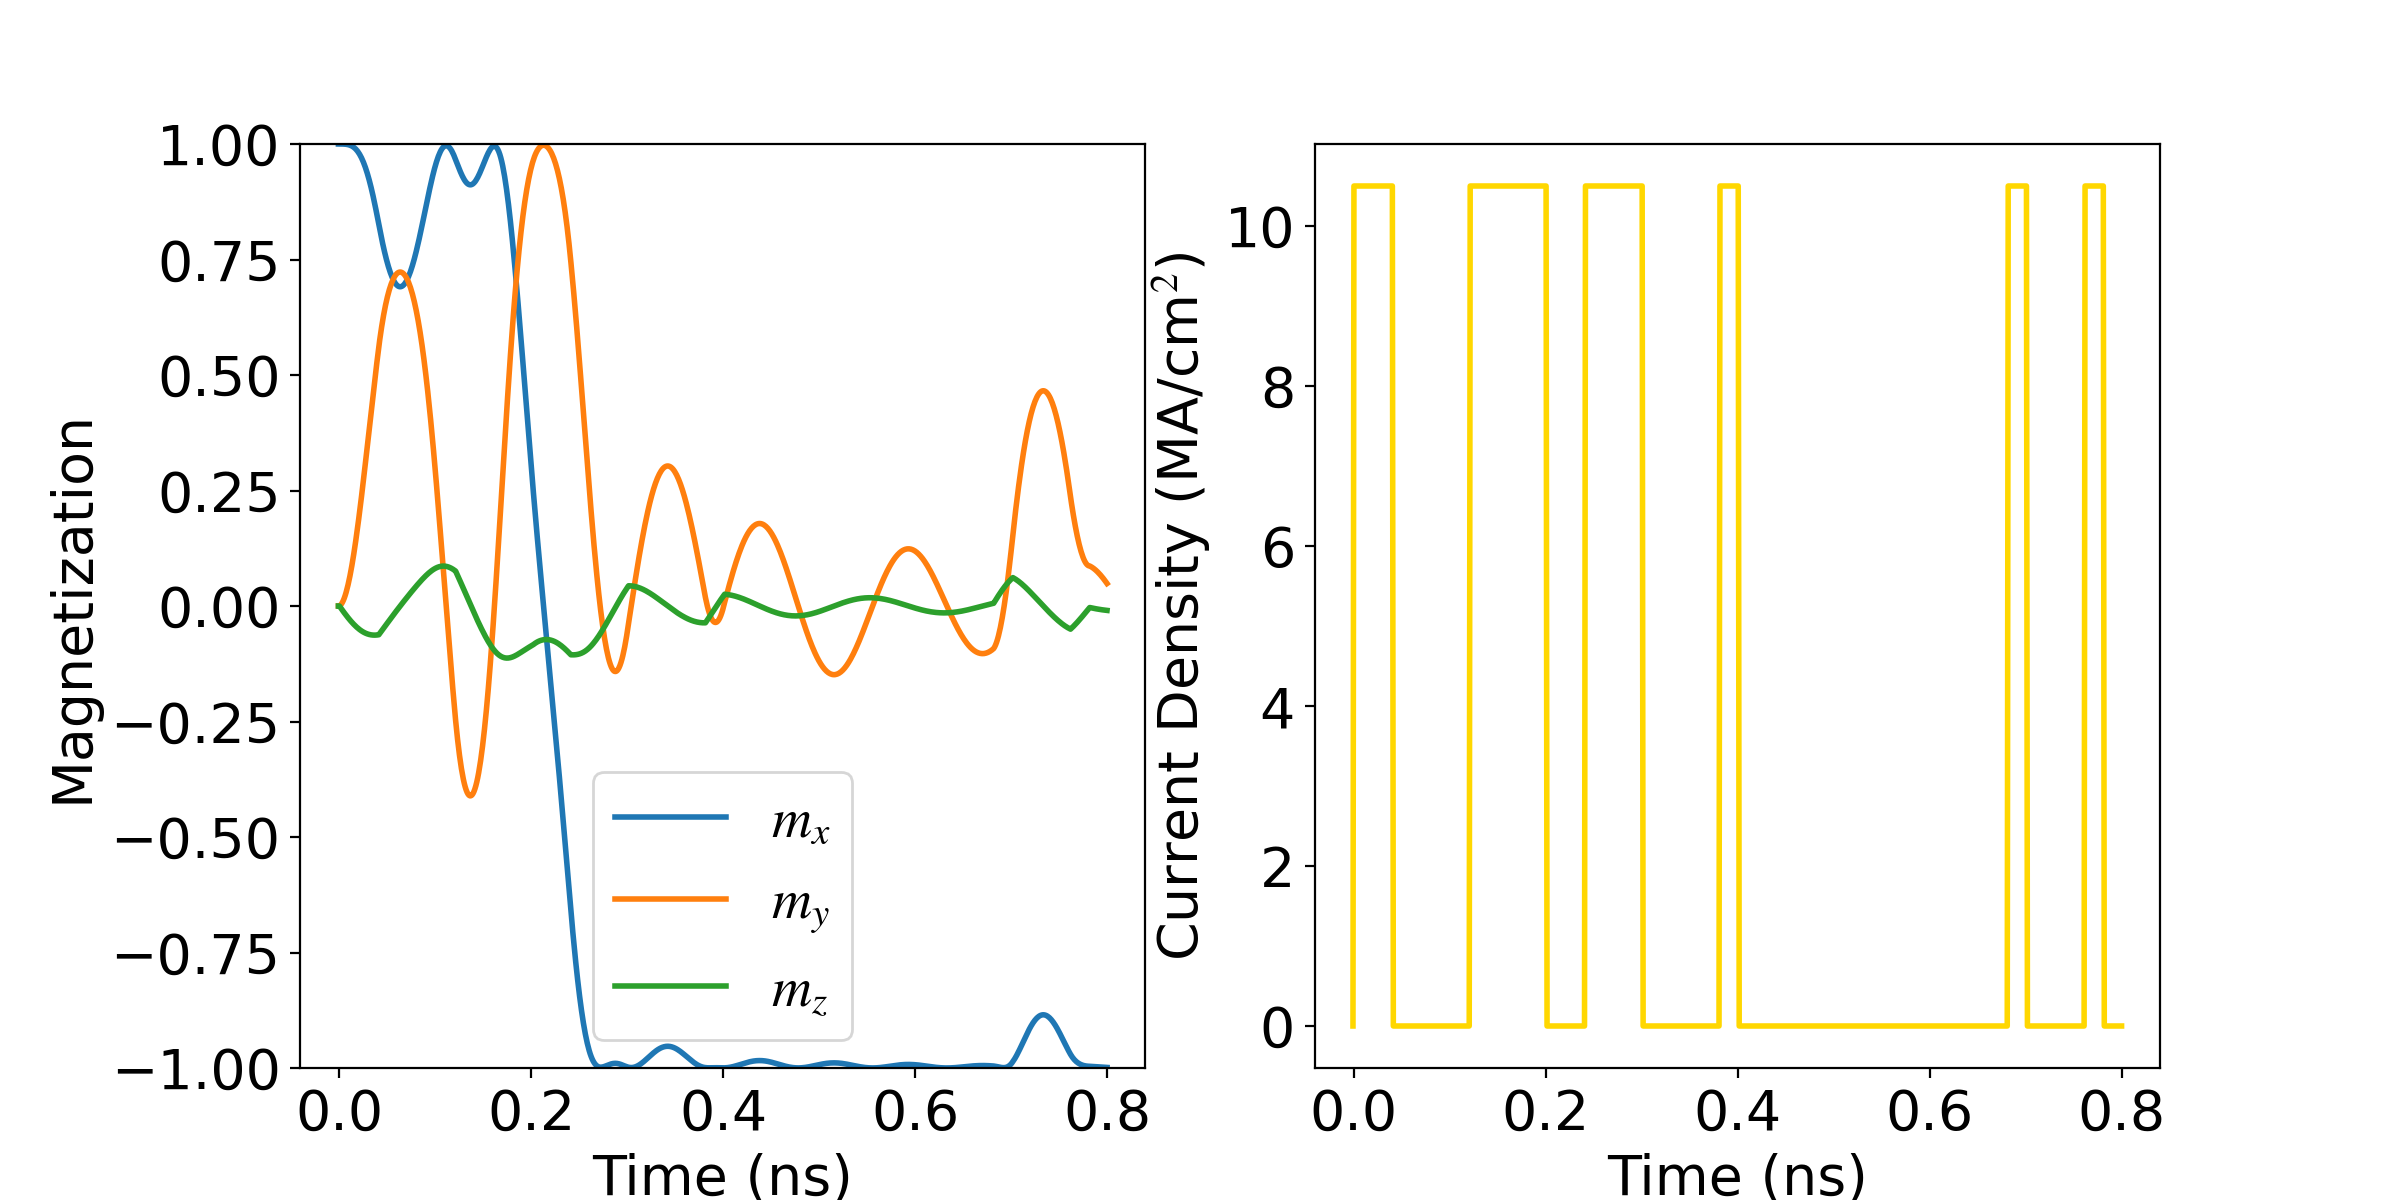 Magnetization
1.00
0.75
0.50
0.25
0.00
−0.25
−0.50
−0.75
−1.00
0.0 0.2 0.4 0.6 0.8
Time (ns)
m_x
m_y
m_z
Current Density (MA/cm²)
10
8
6
4
2
0
0.0 0.2 0.4 0.6 0.8
Time (ns)